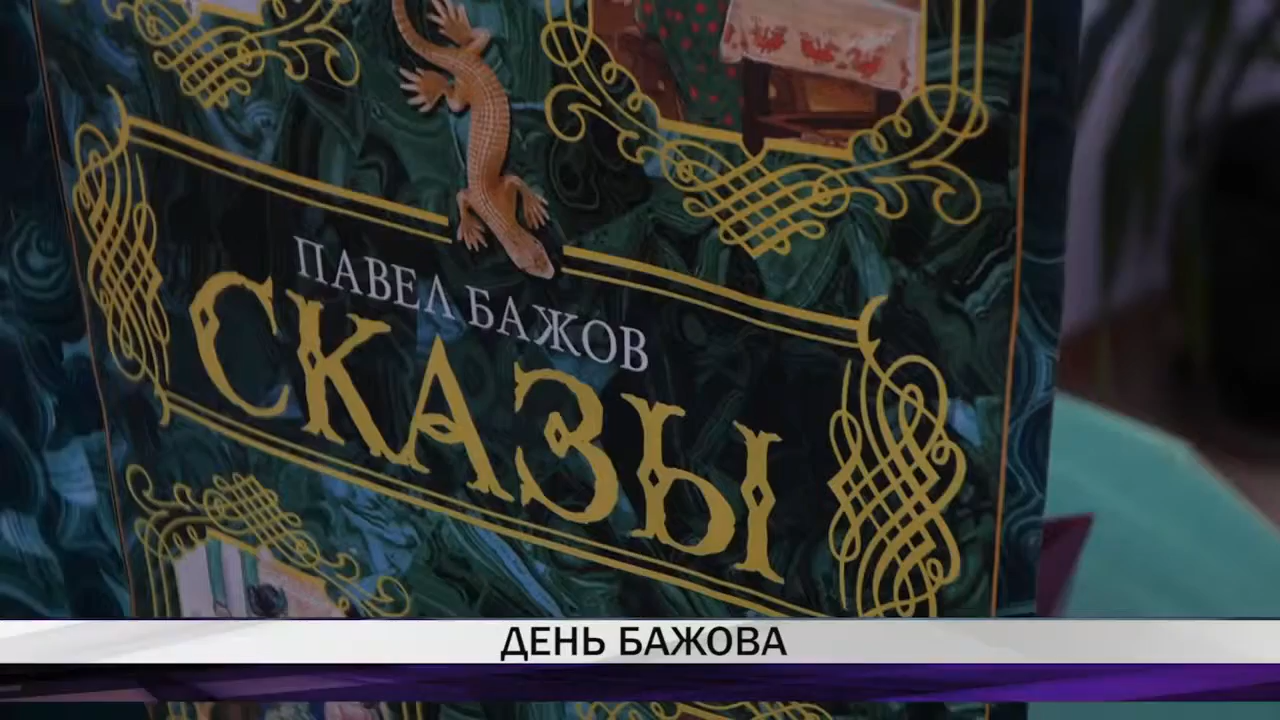 ПАВЕЛ БАЖОВ
СКАЗЫ
ДЕНЬ БАЖОВА